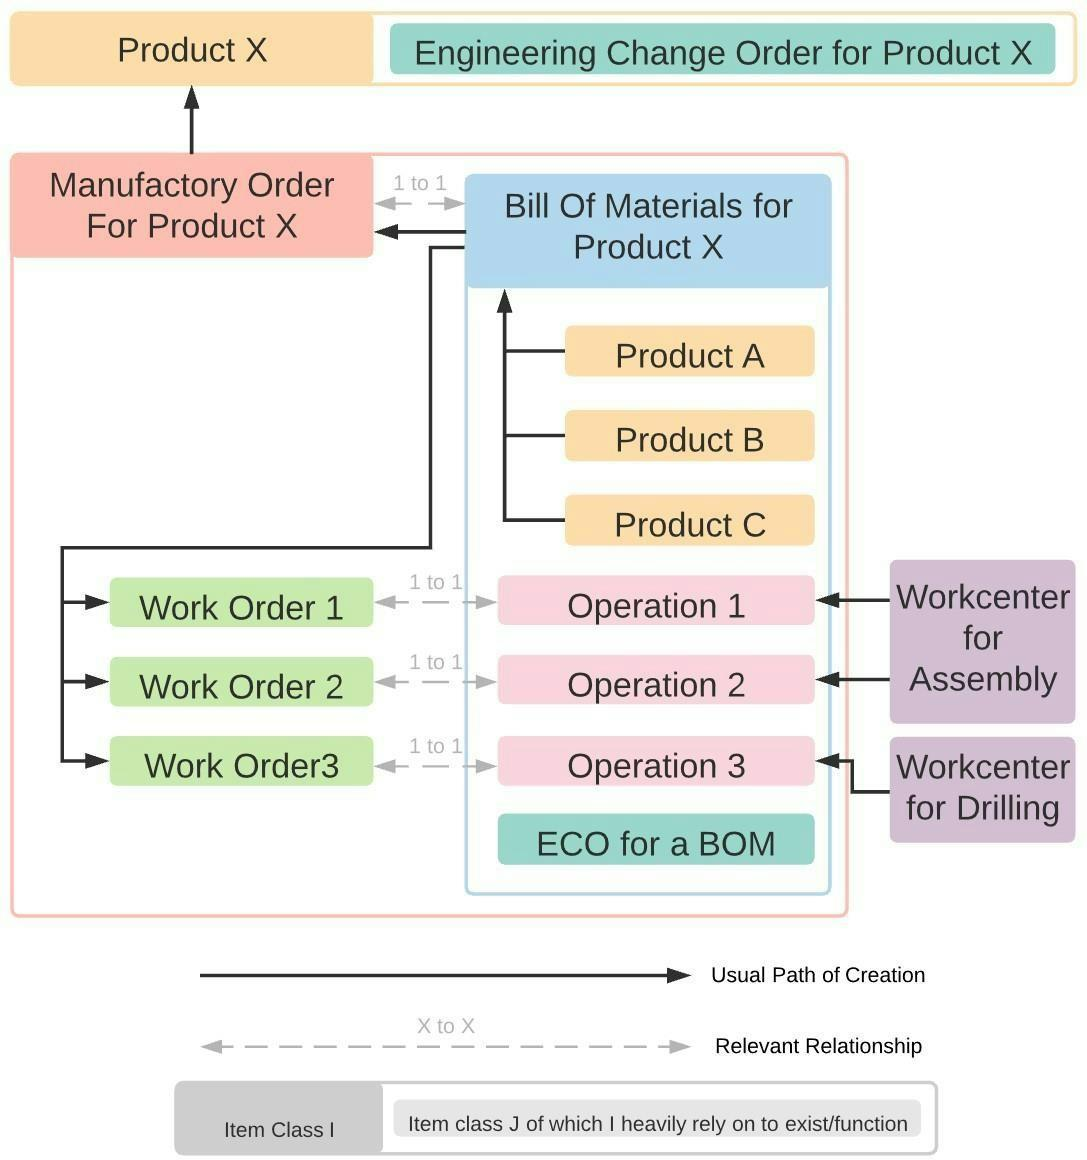 Product X
Engineering Change Order for Product X
Manufactory Order
For Product X
1 to 1
Bill Of Materials for
Product X
Product A
Product B
Product C
Work Order 1
1 to 1
Operation 1
Workcenter
for
Assembly
Work Order 2
1 to 1
Operation 2
Work Order3
1 to 1
Operation 3
Workcenter
for Drilling
ECO for a BOM
Usual Path of Creation
X to X
Relevant Relationship
Item Class I
Item class J of which I heavily rely on to exist/function